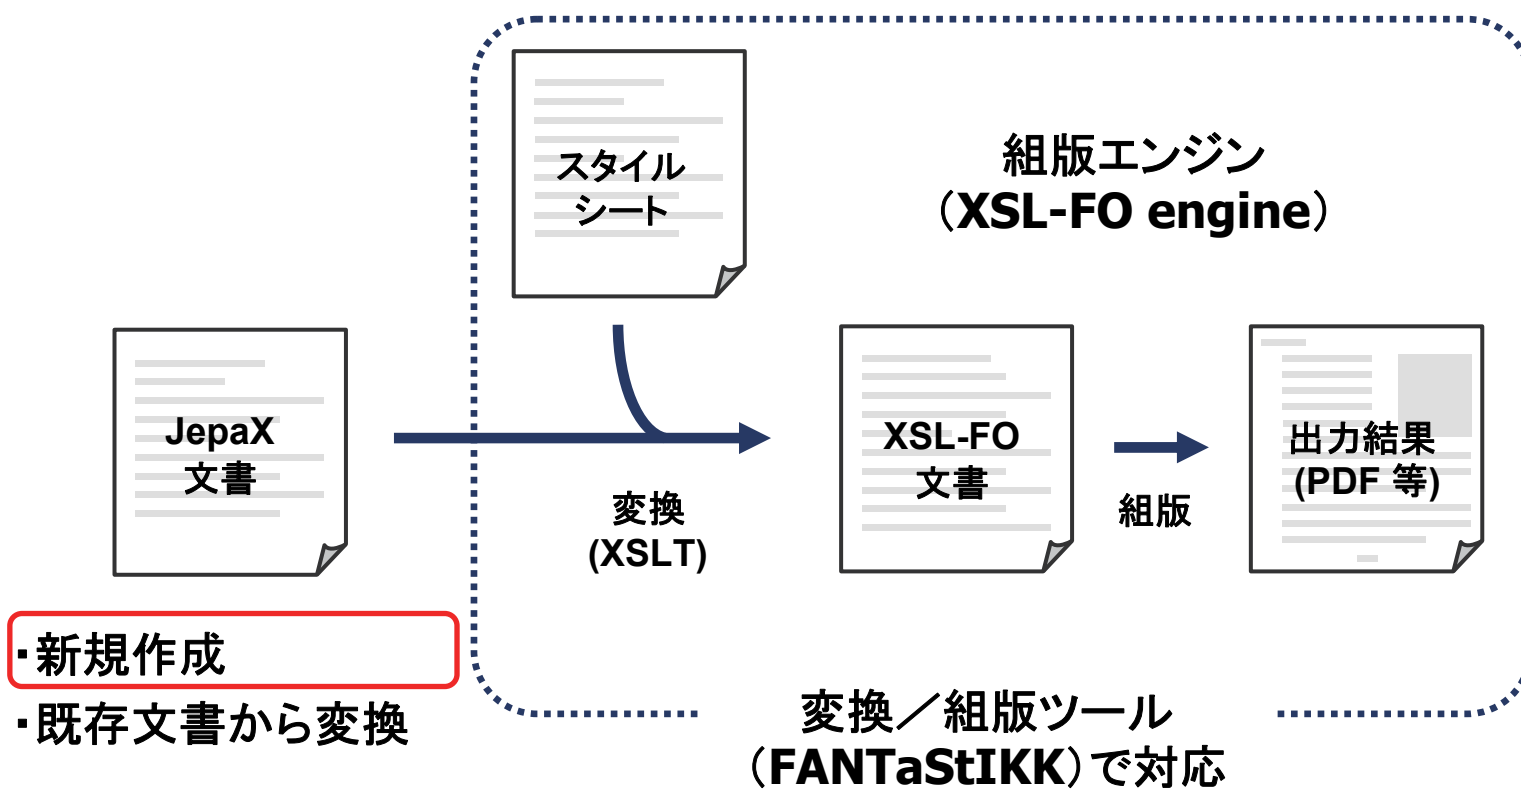 スタイル
シート
組版エンジン
（XSL-FO engine）
JepaX
文書
変換
(XSLT)
XSL-FO
文書
組版
出力結果
(PDF 等)
・新規作成
・既存文書から変換
変換／組版ツール
（FANTaStIKK）で対応